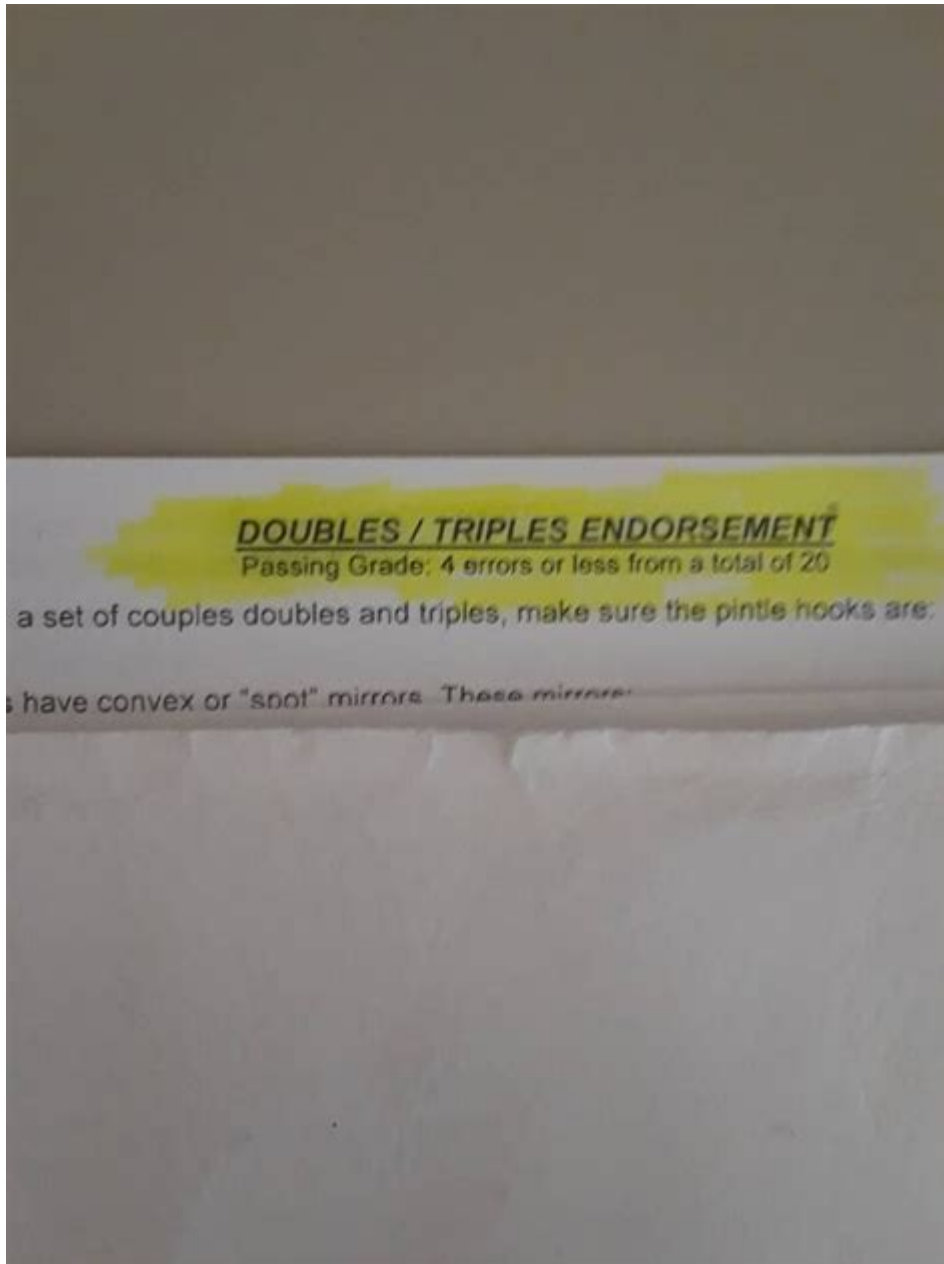 DOUBLES / TRIPLES ENDORSEMENT
Passing Grade: 4 errors or less from a total of 20
a set of couples doubles and triples, make sure the pintle hooks are:
have convex or "spot" mirrors. These mirrors: